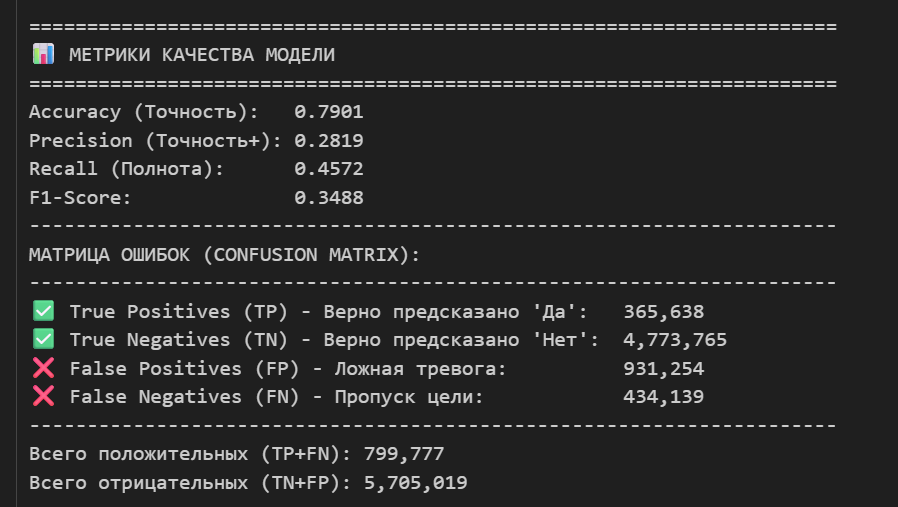 ======================================================================
📊 МЕТРИКИ КАЧЕСТВА МОДЕЛИ
======================================================================
Accuracy (Точность):   0.7901
Precision (Точность+): 0.2819
Recall (Полнота):      0.4572
F1-Score:              0.3488
----------------------------------------------------------------------
МАТРИЦА ОШИБОК (CONFUSION MATRIX):
----------------------------------------------------------------------
✅ True Positives (TP) - Верно предсказано 'Да':   365,638
✅ True Negatives (TN) - Верно предсказано 'Нет':  4,773,765
❌ False Positives (FP) - Ложная тревога:          931,254
❌ False Negatives (FN) - Пропуск цели:            434,139
----------------------------------------------------------------------
Всего положительных (TP+FN): 799,777
Всего отрицательных (TN+FP): 5,705,019